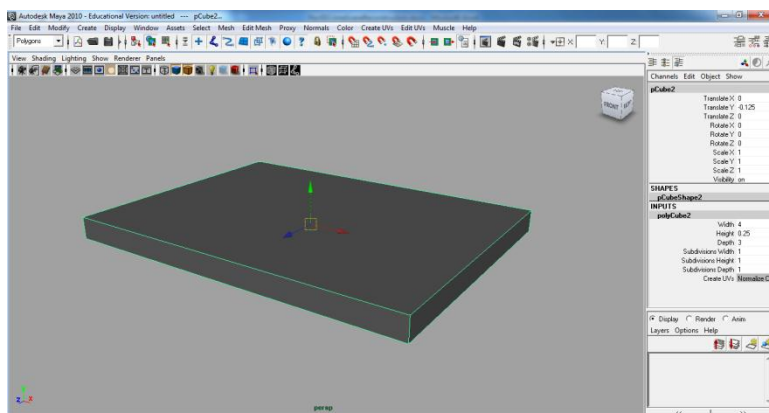 Autodesk Maya 2010 - Educational Version: untitled --- pCube2...
File Edit Modify Create Display Window Assets Select Mesh Edit Mesh Proxy Normals Color Create UVs Edit UVs Muscle Help
Polygons X: Y: Z:
View Shading Lighting Show Renderer Panels
Channels Edit Object Show
pCube2
Translate X 0
Translate Y -0.125
Translate Z 0
Rotate X 0
Rotate Y 0
Rotate Z 0
Scale X 1
Scale Y 1
Scale Z 1
Visibility on
SHAPES
pCubeShape2
INPUTS
polyCube2
Width 4
Height 0.25
Depth 3
Subdivisions Width 1
Subdivisions Height 1
Subdivisions Depth 1
Create UVs Normalize C
FRONT
Display Render Anim
Layers Options Help
persp